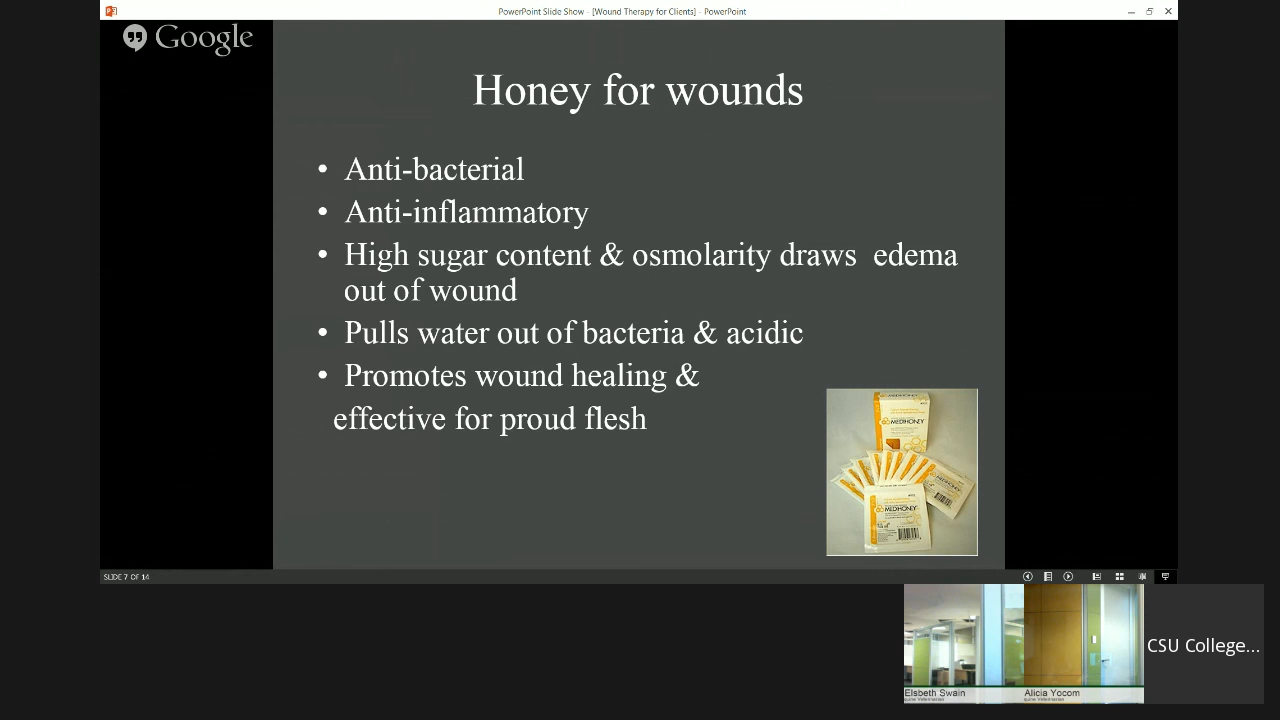 PowerPoint Slide Show - [Wound Therapy for Clients] - PowerPoint
Google
Honey for wounds
• Anti-bacterial
• Anti-inflammatory
• High sugar content & osmolarity draws edema
out of wound
• Pulls water out of bacteria & acidic
• Promotes wound healing &
effective for proud flesh
MEDIHONEY
MEDIHONEY
SLIDE 7 OF 14
Elsbeth Swain
Alicia Yocom
CSU College...